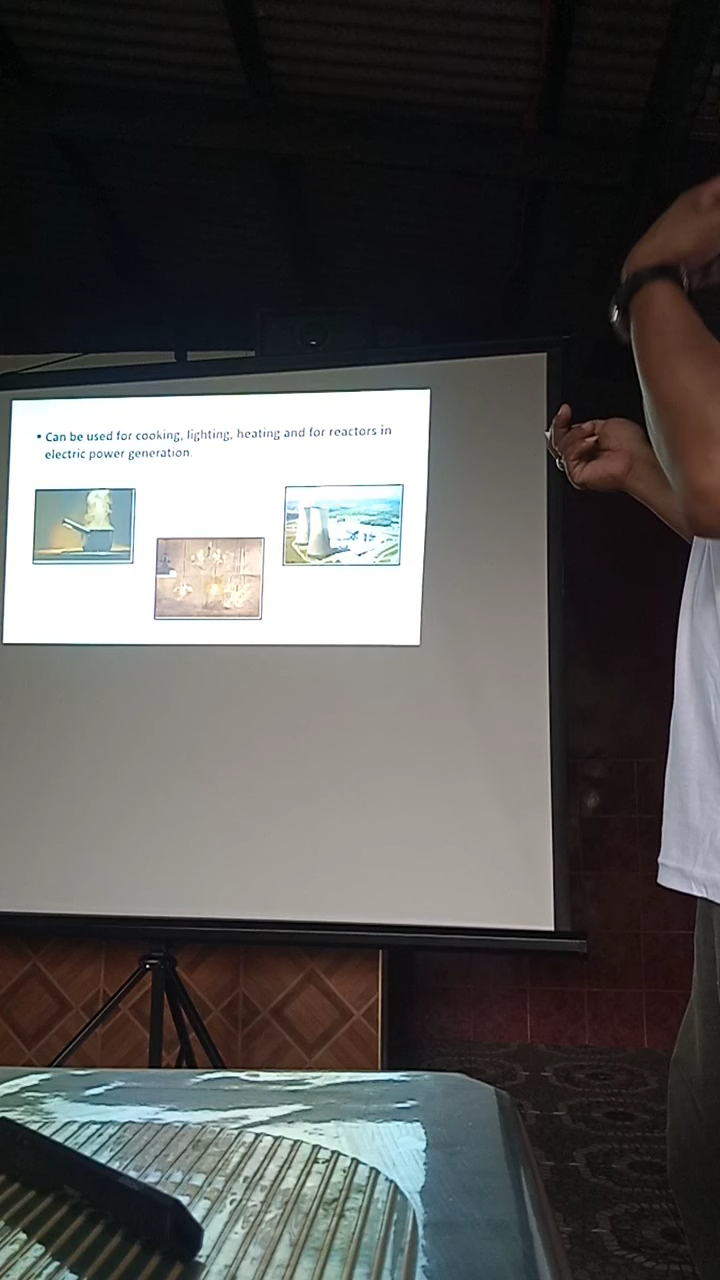 • Can be used for cooking, lighting, heating and for reactors in
electric power generation.